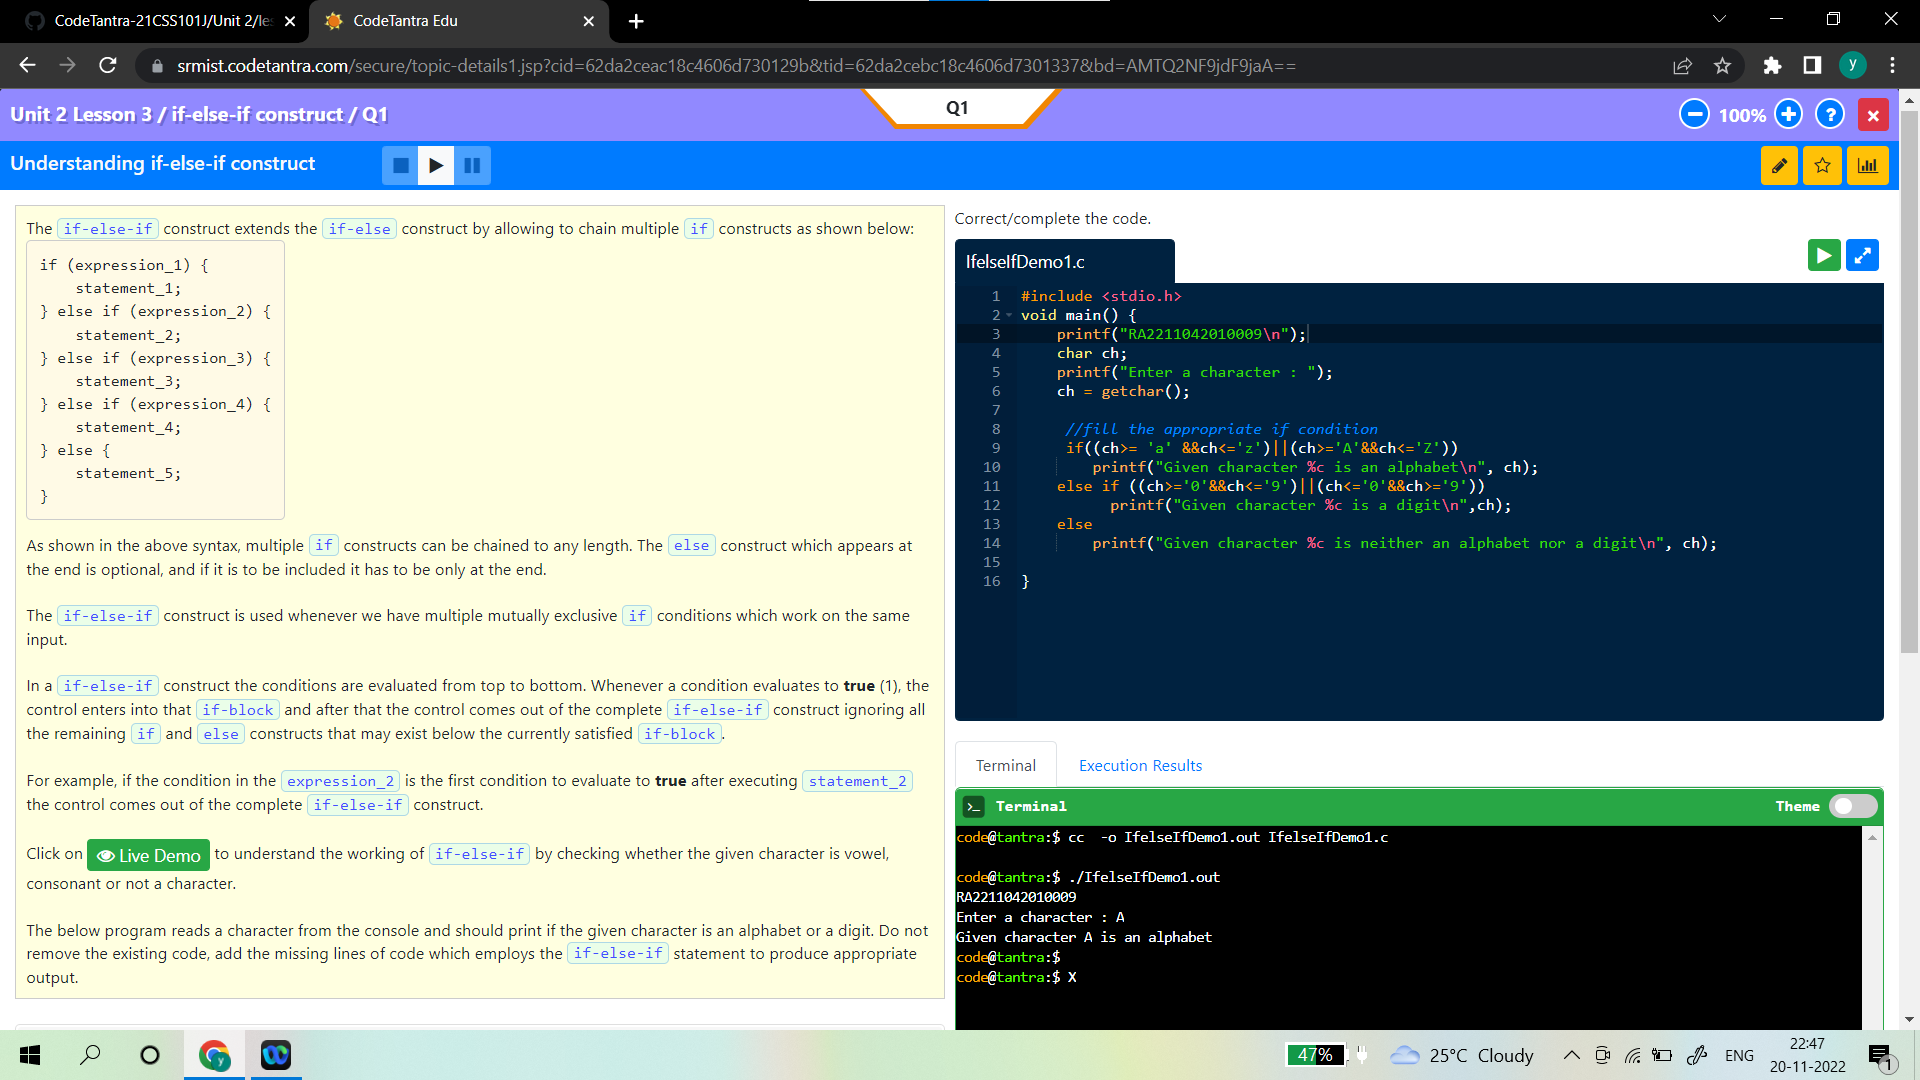 CodeTantra-21CSS101J/Unit 2/les
CodeTantra Edu
srmist.codetantra.com/secure/topic-details1.jsp?cid=62da2ceac18c4606d730129b&tid=62da2cebc18c4606d7301337&bd=AMTQ2NF9jdF9jaA==
y
Unit 2 Lesson 3 / if-else-if construct / Q1
Q1
100%
?
Understanding if-else-if construct
The if-else-if construct extends the if-else construct by allowing to chain multiple if constructs as shown below:
if (expression_1) {
statement_1;
} else if (expression_2) {
statement_2;
} else if (expression_3) {
statement_3;
} else if (expression_4) {
statement_4;
} else {
statement_5;
}
As shown in the above syntax, multiple if constructs can be chained to any length. The else construct which appears at
the end is optional, and if it is to be included it has to be only at the end.
The if-else-if construct is used whenever we have multiple mutually exclusive if conditions which work on the same
input.
In a if-else-if construct the conditions are evaluated from top to bottom. Whenever a condition evaluates to true (1), the
control enters into that if-block and after that the control comes out of the complete if-else-if construct ignoring all
the remaining if and else constructs that may exist below the currently satisfied if-block.
For example, if the condition in the expression_2 is the first condition to evaluate to true after executing statement_2
the control comes out of the complete if-else-if construct.
Click on Live Demo to understand the working of if-else-if by checking whether the given character is vowel,
consonant or not a character.
The below program reads a character from the console and should print if the given character is an alphabet or a digit. Do not
remove the existing code, add the missing lines of code which employs the if-else-if statement to produce appropriate
output.
Correct/complete the code.
IfelseIfDemo1.c
1 #include <stdio.h>
2 void main() {
3 printf("RA2211042010009\n");
4 char ch;
5 printf("Enter a character : ");
6 ch = getchar();
7
8 //fill the appropriate if condition
9 if((ch>= 'a' &&ch<='z')||(ch>='A'&&ch<='Z'))
10 printf("Given character %c is an alphabet\n", ch);
11 else if ((ch>='0'&&ch<='9')||(ch<='0'&&ch>='9'))
12 printf("Given character %c is a digit\n",ch);
13 else
14 printf("Given character %c is neither an alphabet nor a digit\n", ch);
15
16 }
Terminal
Execution Results
>_ Terminal
Theme
code@tantra:$ cc -o IfelseIfDemo1.out IfelseIfDemo1.c
code@tantra:$ ./IfelseIfDemo1.out
RA2211042010009
Enter a character : A
Given character A is an alphabet
code@tantra:$
code@tantra:$ X
47%
25°C Cloudy
ENG
22:47
20-11-2022
1